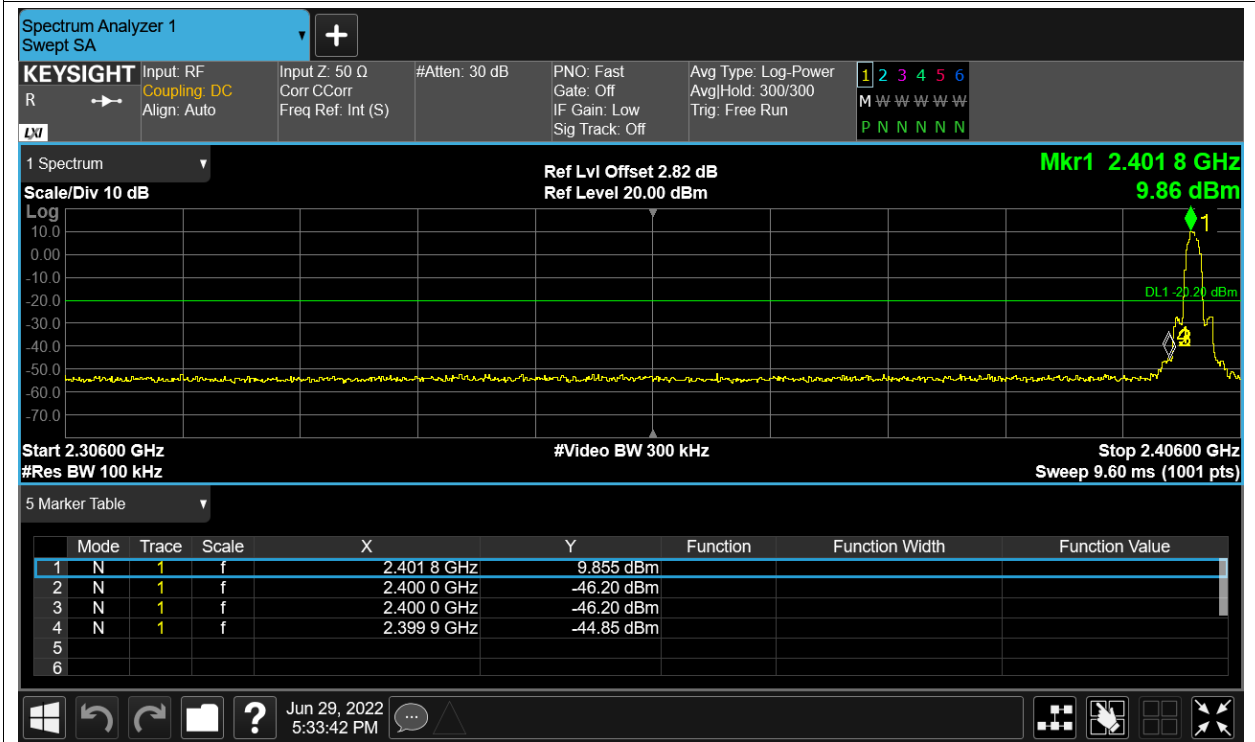 Spectrum Analyzer 1
Swept SA
+
KEYSIGHT
R
LXI
Input: RF
Coupling: DC
Align: Auto
Input Z: 50 Ω
Corr CCorr
Freq Ref: Int (S)
#Atten: 30 dB
PNO: Fast
Gate: Off
IF Gain: Low
Sig Track: Off
Avg Type: Log-Power
Avg|Hold: 300/300
Trig: Free Run
1 2 3 4 5 6
M W W W W W
P N N N N N
1 Spectrum
Scale/Div 10 dB
Ref Lvl Offset 2.82 dB
Ref Level 20.00 dBm
Mkr1 2.401 8 GHz
9.86 dBm
Log
10.0
0.00
-10.0
-20.0
-30.0
-40.0
-50.0
-60.0
-70.0
1
DL1 -20.20 dBm
Start 2.30600 GHz
#Res BW 100 kHz
#Video BW 300 kHz
Stop 2.40600 GHz
Sweep 9.60 ms (1001 pts)
5 Marker Table
Mode Trace Scale X Y Function Function Width Function Value
1 N 1 f 2.401 8 GHz 9.855 dBm
2 N 1 f 2.400 0 GHz -46.20 dBm
3 N 1 f 2.400 0 GHz -46.20 dBm
4 N 1 f 2.399 9 GHz -44.85 dBm
5
6
?
Jun 29, 2022
5:33:42 PM